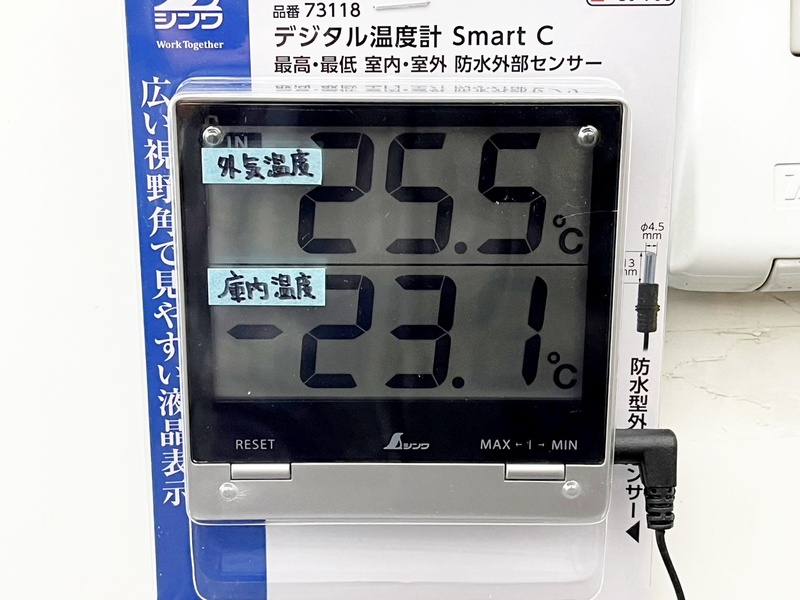 シンワ
Work Together
品番 73118
デジタル温度計 Smart C
最高・最低 室内・室外 防水外部センサー
広い視野角で見やすい液晶表示
IN
外気温度
25.5℃
庫内温度
-23.1℃
RESET
シンワ
MAX ← | → MIN
φ4.5
mm
13
mm
防水型外
ンサー